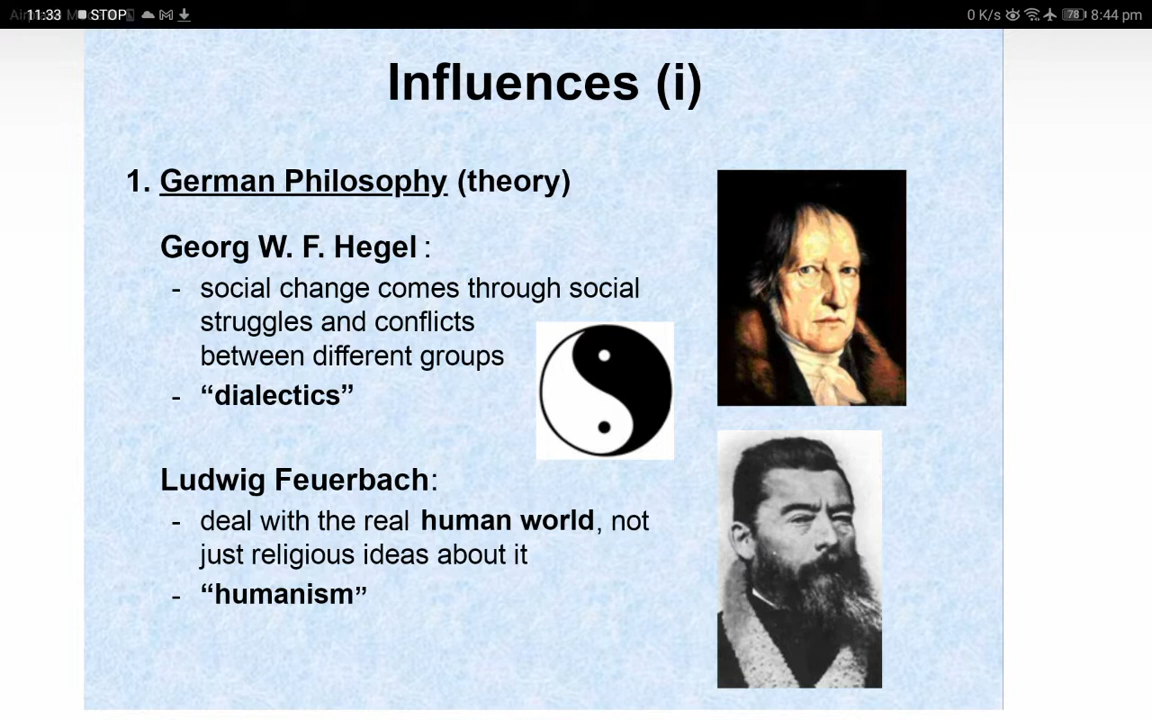 11:33 STOP 0 K/s 78 8:44 pm
Influences (i)
1. German Philosophy (theory)
Georg W. F. Hegel :
- social change comes through social
struggles and conflicts
between different groups
- “dialectics”
Ludwig Feuerbach:
- deal with the real human world, not
just religious ideas about it
- “humanism”